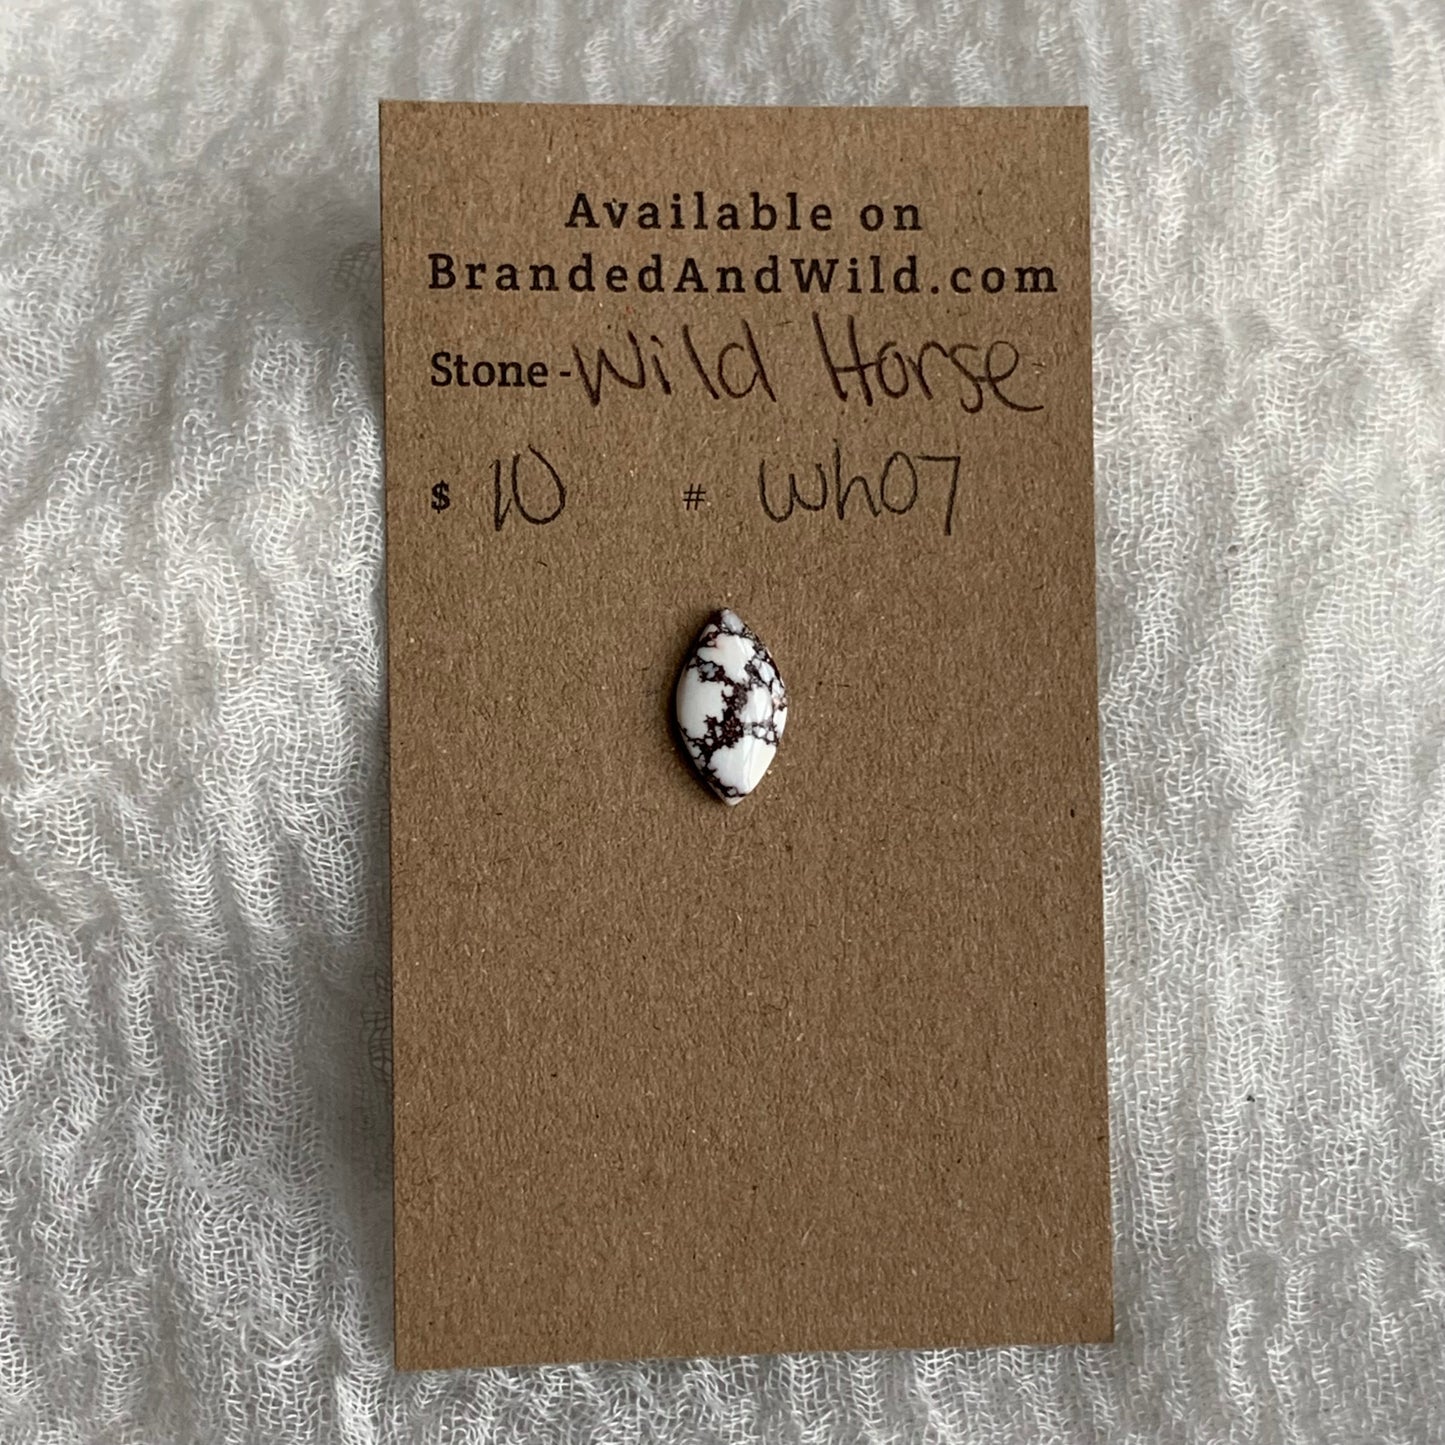 Available on
BrandedAndWild.com
Stone - Wild Horse
$ 10 # Wh07